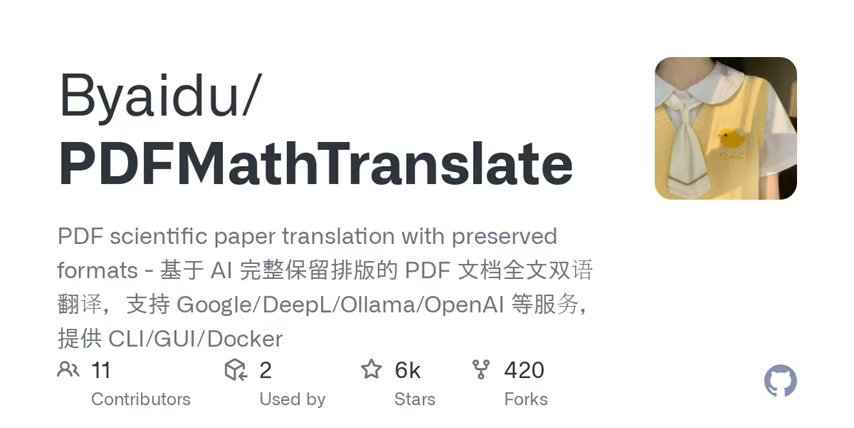 Byaidu/
PDFMathTranslate
PDF scientific paper translation with preserved
formats - 基于 AI 完整保留排版的 PDF 文档全文双语
翻译，支持 Google/DeepL/Ollama/OpenAI 等服务，
提供 CLI/GUI/Docker
11 2 6k 420
Contributors Used by Stars Forks